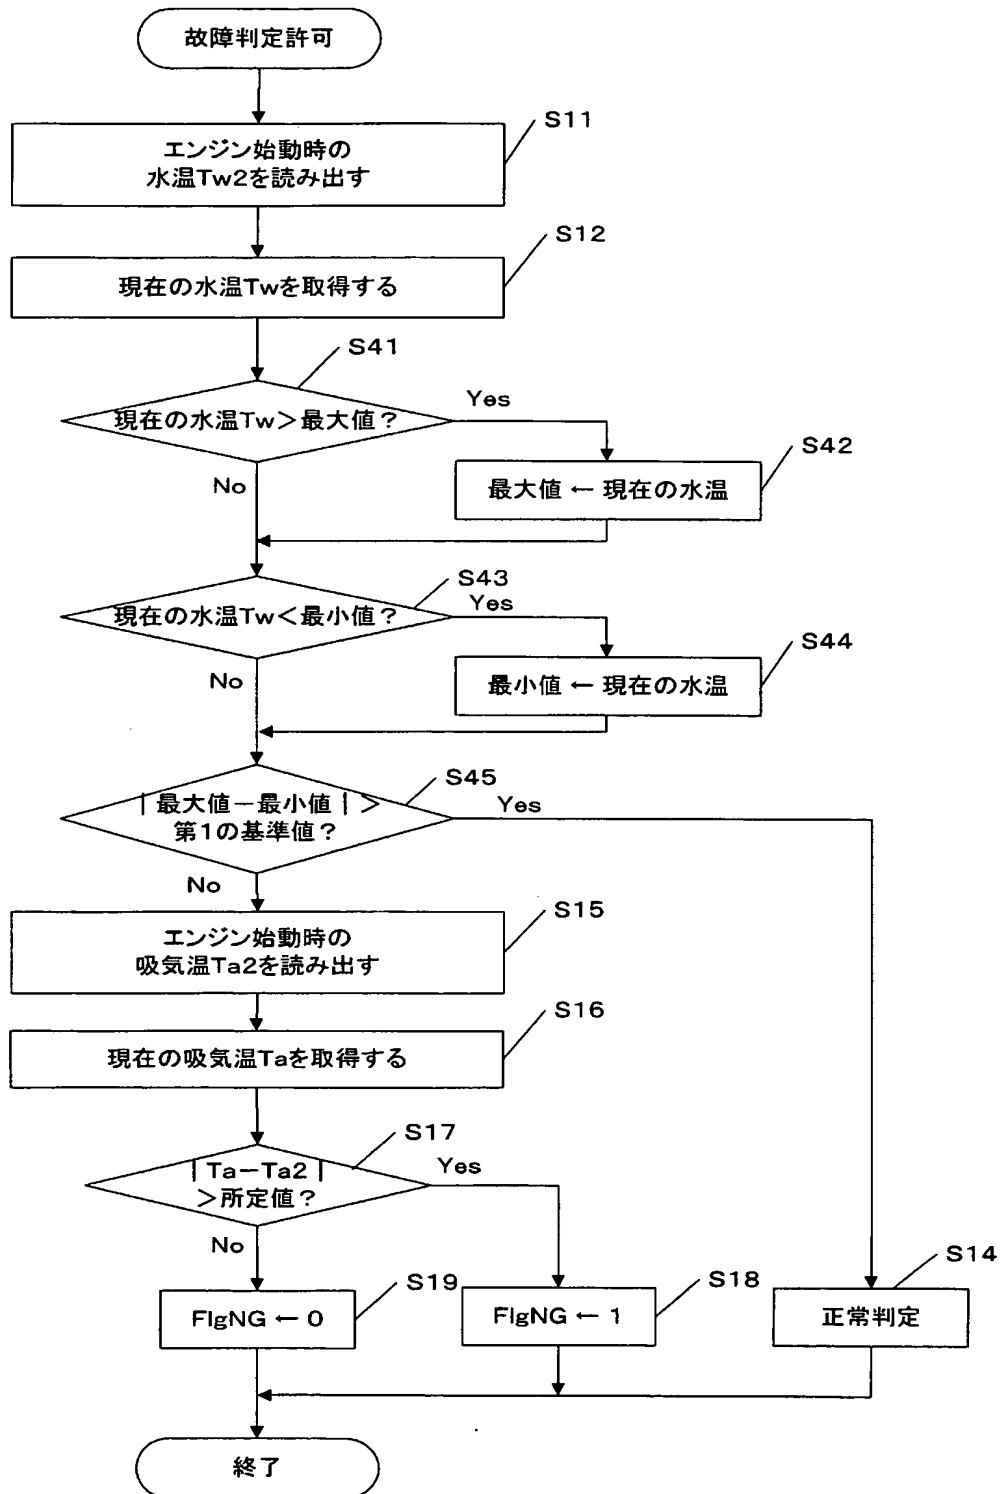 故障判定許可
S11
エンジン始動時の
水温Tw2を読み出す
S12
現在の水温Twを取得する
S41
現在の水温Tw＞最大値？
Yes
No
S42
最大値 ← 現在の水温
S43
現在の水温Tw＜最小値？
Yes
No
S44
最小値 ← 現在の水温
S45
｜最大値－最小値｜＞
第1の基準値？
Yes
No
S15
エンジン始動時の
吸気温Ta2を読み出す
S16
現在の吸気温Taを取得する
S17
｜Ta－Ta2｜
＞所定値？
Yes
No
S19
FlgNG ← 0
S18
FlgNG ← 1
S14
正常判定
終了